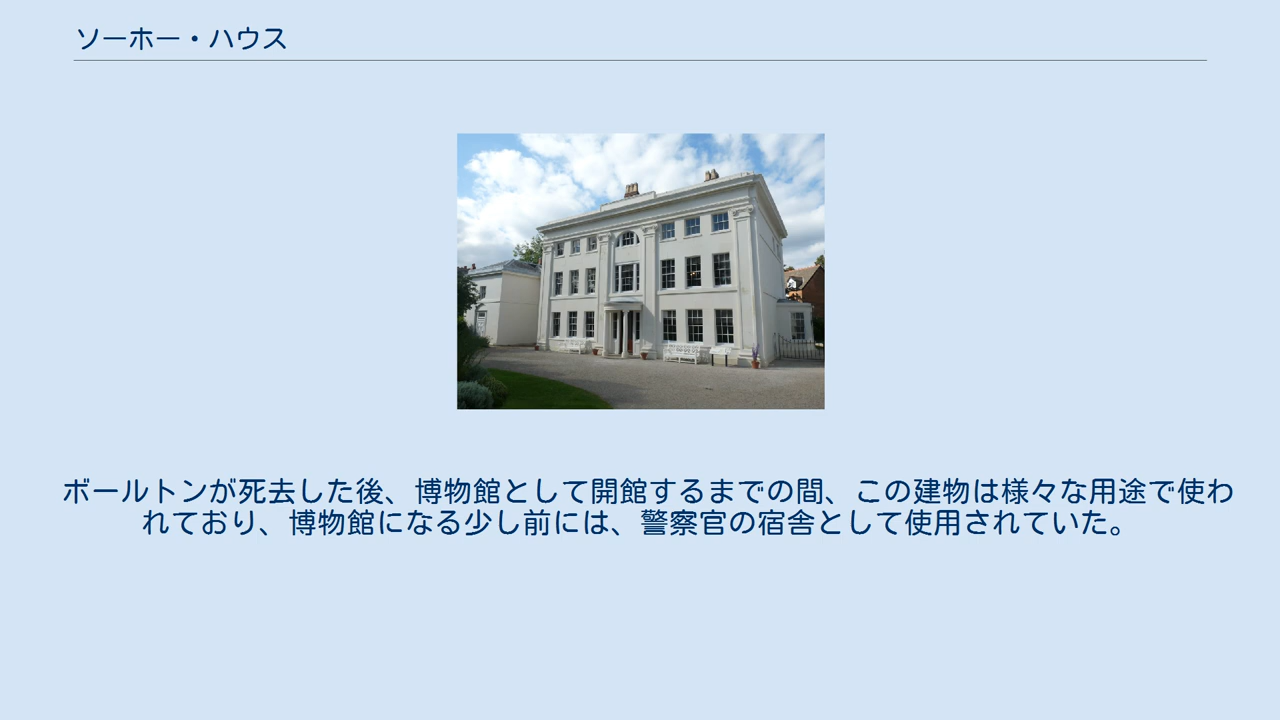 ソーホー・ハウス
ボールトンが死去した後、博物館として開館するまでの間、この建物は様々な用途で使わ
れており、博物館になる少し前には、警察官の宿舎として使用されていた。